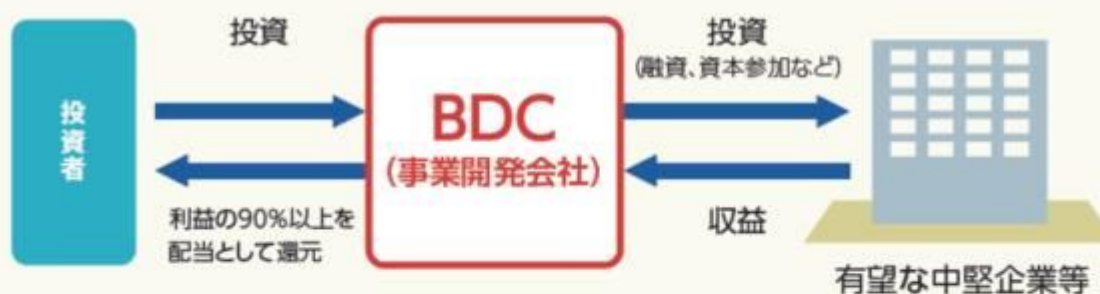 投資者
投資
BDC
(事業開発会社)
利益の90%以上を
配当として還元
投資
(融資、資本参加など)
収益
有望な中堅企業等